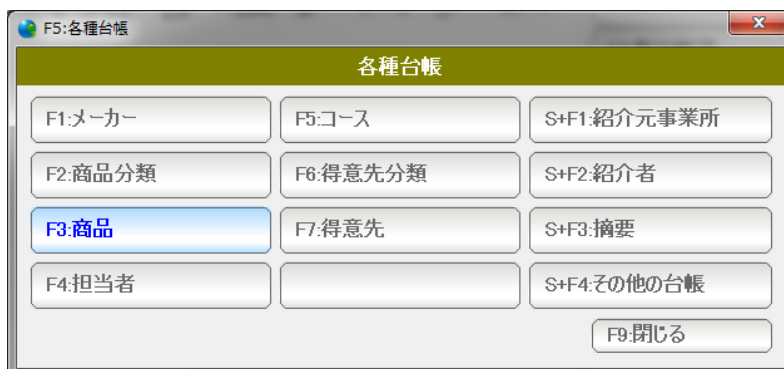 F5:各種台帳
各種台帳
F1:メーカー
F5:コース
S+F1:紹介元事業所
F2:商品分類
F6:得意先分類
S+F2:紹介者
F3:商品
F7:得意先
S+F3:摘要
F4:担当者
S+F4:その他の台帳
F9:閉じる